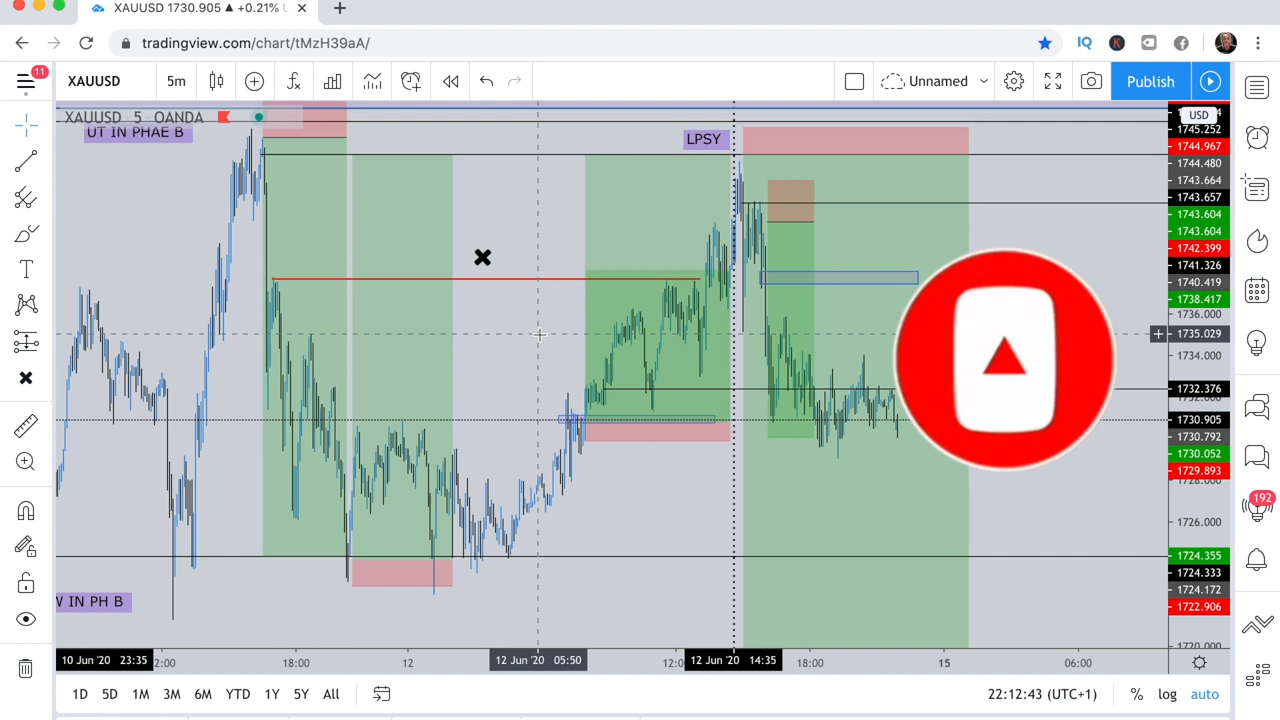 XAUUSD 1730.905 ▲ +0.21%
tradingview.com/chart/tMzH39aA/
IQ
K
11
XAUUSD
5m
Unnamed
Publish
XAUUSD · 5 · OANDA
UT IN PHAE B
LPSY
USD
1745.252
1744.967
1744.480
1743.664
1743.657
1743.604
1743.604
1742.399
1741.326
1740.419
1738.417
1736.000
1735.029
1734.000
1732.376
1730.905
1730.792
1730.052
1729.893
1728.000
1726.000
1724.355
1724.333
1724.172
1722.906
1720.000
192
IN PH B
10 Jun '20 23:35
2:00
18:00
12
12 Jun '20 05:50
12:0
12 Jun '20 14:35
18:00
15
06:00
1D 5D 1M 3M 6M YTD 1Y 5Y All
22:12:43 (UTC+1)
% log auto